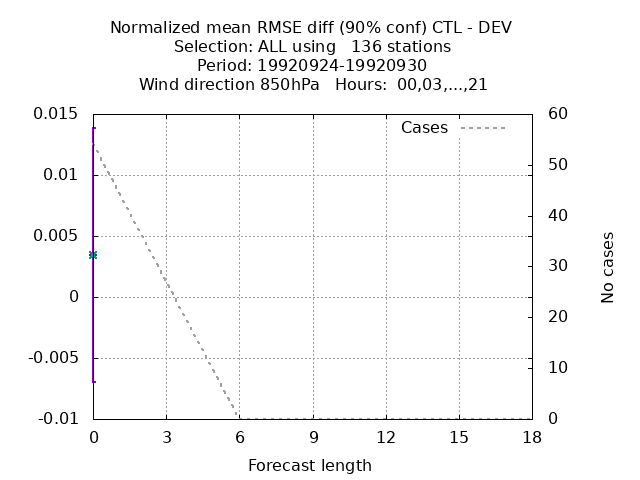 Normalized mean RMSE diff (90% conf) CTL - DEV
Selection: ALL using   136 stations
Period: 19920924-19920930
Wind direction 850hPa   Hours:  00,03,...,21
0.015
0.01
0.005
0
-0.005
-0.01
60
50
40
30
20
10
0
Cases
No cases
0 3 6 9 12 15 18
Forecast length